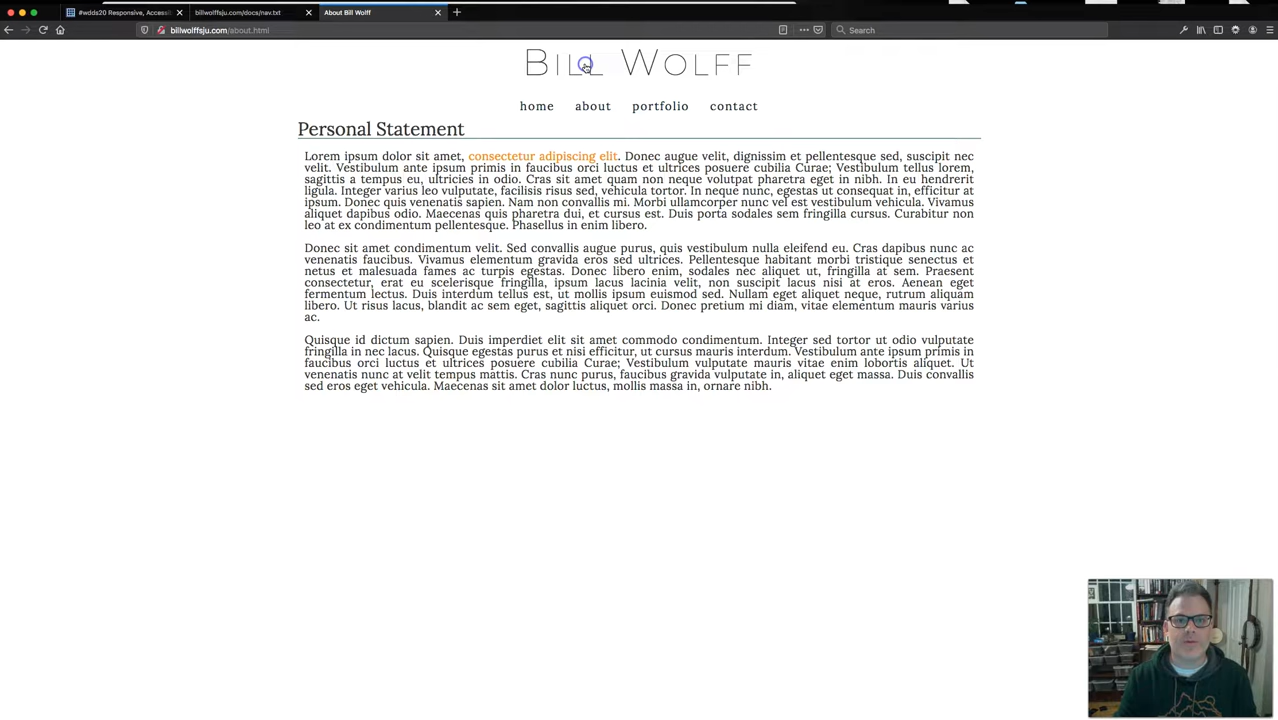 #wdds20 Responsive, Accessi
billwolffsju.com/docs/nav.txt
About Bill Wolff
billwolffsju.com/about.html
Search
Bill Wolff
home about portfolio contact
Personal Statement
Lorem ipsum dolor sit amet, consectetur adipiscing elit. Donec augue velit, dignissim et pellentesque sed, suscipit nec
velit. Vestibulum ante ipsum primis in faucibus orci luctus et ultrices posuere cubilia Curae; Vestibulum tellus lorem,
sagittis a tempus eu, ultricies in odio. Cras sit amet quam non neque volutpat pharetra eget in nibh. In eu hendrerit
ligula. Integer varius leo vulputate, facilisis risus sed, vehicula tortor. In neque nunc, egestas ut consequat in, efficitur at
ipsum. Donec quis venenatis sapien. Nam non convallis mi. Morbi ullamcorper nunc vel est vestibulum vehicula. Vivamus
aliquet dapibus odio. Maecenas quis pharetra dui, et cursus est. Duis porta sodales sem fringilla cursus. Curabitur non
leo at ex condimentum pellentesque. Phasellus in enim libero.
Donec sit amet condimentum velit. Sed convallis augue purus, quis vestibulum nulla eleifend eu. Cras dapibus nunc ac
venenatis faucibus. Vivamus elementum gravida eros sed ultrices. Pellentesque habitant morbi tristique senectus et
netus et malesuada fames ac turpis egestas. Donec libero enim, sodales nec aliquet ut, fringilla at sem. Praesent
consectetur, erat eu scelerisque fringilla, ipsum lacus lacinia velit, non suscipit lacus nisi at eros. Aenean eget
fermentum lectus. Duis interdum tellus est, ut mollis ipsum euismod sed. Nullam eget aliquet neque, rutrum aliquam
libero. Ut risus lacus, blandit ac sem eget, sagittis aliquet orci. Donec pretium mi diam, vitae elementum mauris varius
ac.
Quisque id dictum sapien. Duis imperdiet elit sit amet commodo condimentum. Integer sed tortor ut odio vulputate
fringilla in nec lacus. Quisque egestas purus et nisi efficitur, ut cursus mauris interdum. Vestibulum ante ipsum primis in
faucibus orci luctus et ultrices posuere cubilia Curae; Vestibulum vulputate mauris vitae enim lobortis aliquet. Ut
venenatis nunc at velit tempus mattis. Cras nunc purus, faucibus gravida vulputate in, aliquet eget massa. Duis convallis
sed eros eget vehicula. Maecenas sit amet dolor luctus, mollis massa in, ornare nibh.